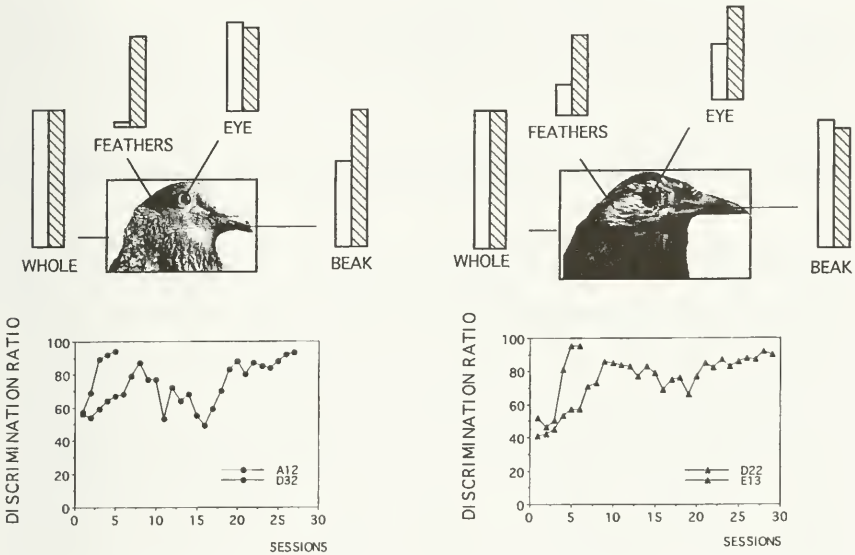 FEATHERS
EYE
WHOLE
BEAK
FEATHERS
EYE
WHOLE
BEAK
DISCRIMINATION RATIO
100
80
60
40
20
0
A12
D32
0 5 10 15 20 25 30
SESSIONS
DISCRIMINATION RATIO
100
80
60
40
20
0
D22
E13
0 5 10 15 20 25 30
SESSIONS